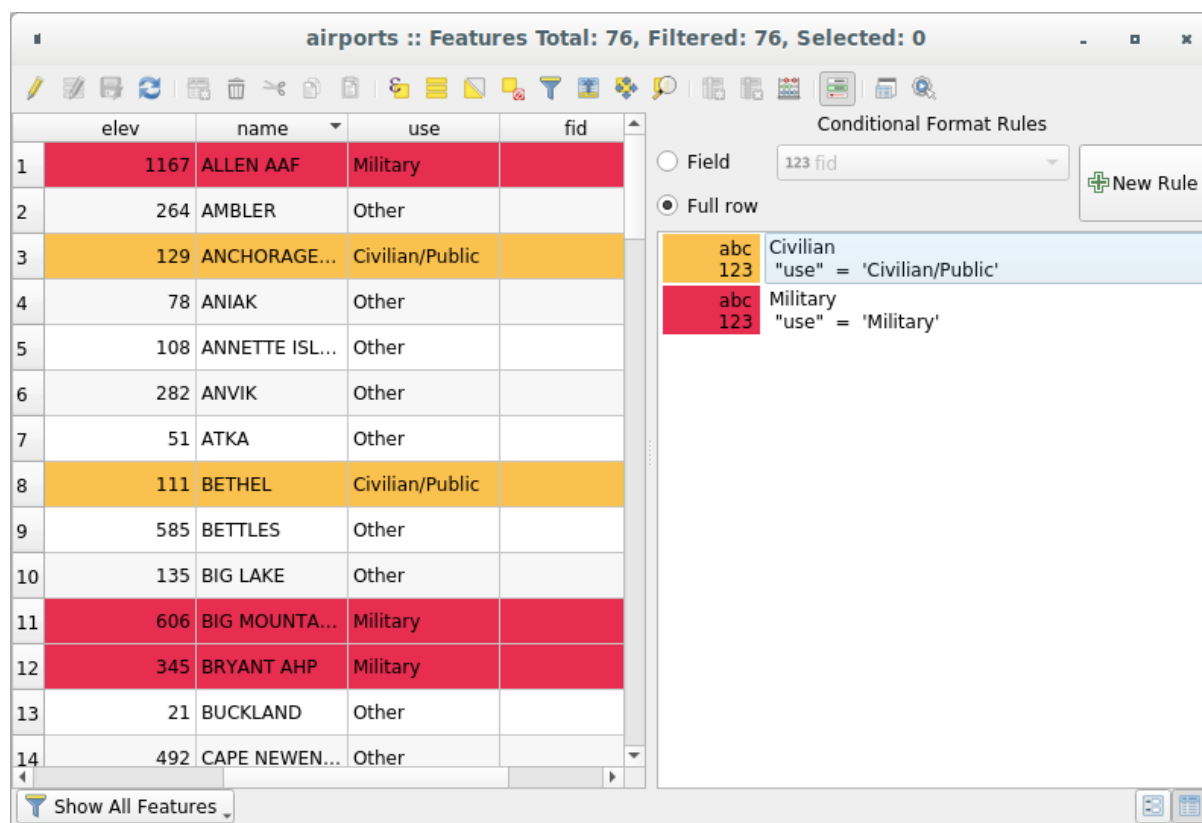 airports :: Features Total: 76, Filtered: 76, Selected: 0
elev name use fid
1 1167 ALLEN AAF Military
2 264 AMBLER Other
3 129 ANCHORAGE... Civilian/Public
4 78 ANIAK Other
5 108 ANNETTE ISL... Other
6 282 ANVIK Other
7 51 ATKA Other
8 111 BETHEL Civilian/Public
9 585 BETTLES Other
10 135 BIG LAKE Other
11 606 BIG MOUNTA... Military
12 345 BRYANT AHP Military
13 21 BUCKLAND Other
14 492 CAPE NEWEN... Other
Show All Features
Conditional Format Rules
Field 123 fid
Full row
New Rule
abc Civilian
123 "use" = 'Civilian/Public'
abc Military
123 "use" = 'Military'